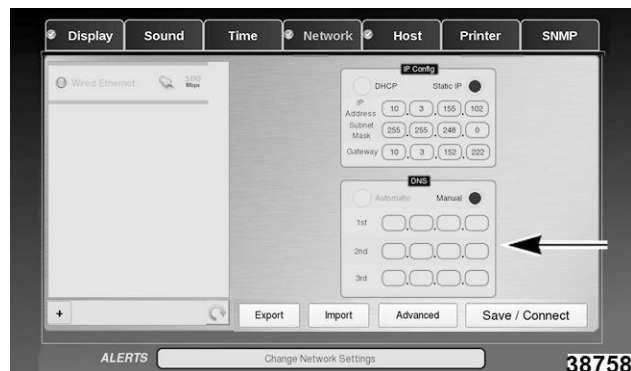 Display Sound Time Network Host Printer SNMP
Wired Ethernet 100 Mbps
IP Config
DHCP Static IP
IP Address 10 . 3 . 155 . 102
Subnet Mask 255 . 255 . 248 . 0
Gateway 10 . 3 . 152 . 222
DNS
Automatic Manual
1st . . .
2nd . . .
3rd . . .
+ Export Import Advanced Save / Connect
ALERTS Change Network Settings
38758